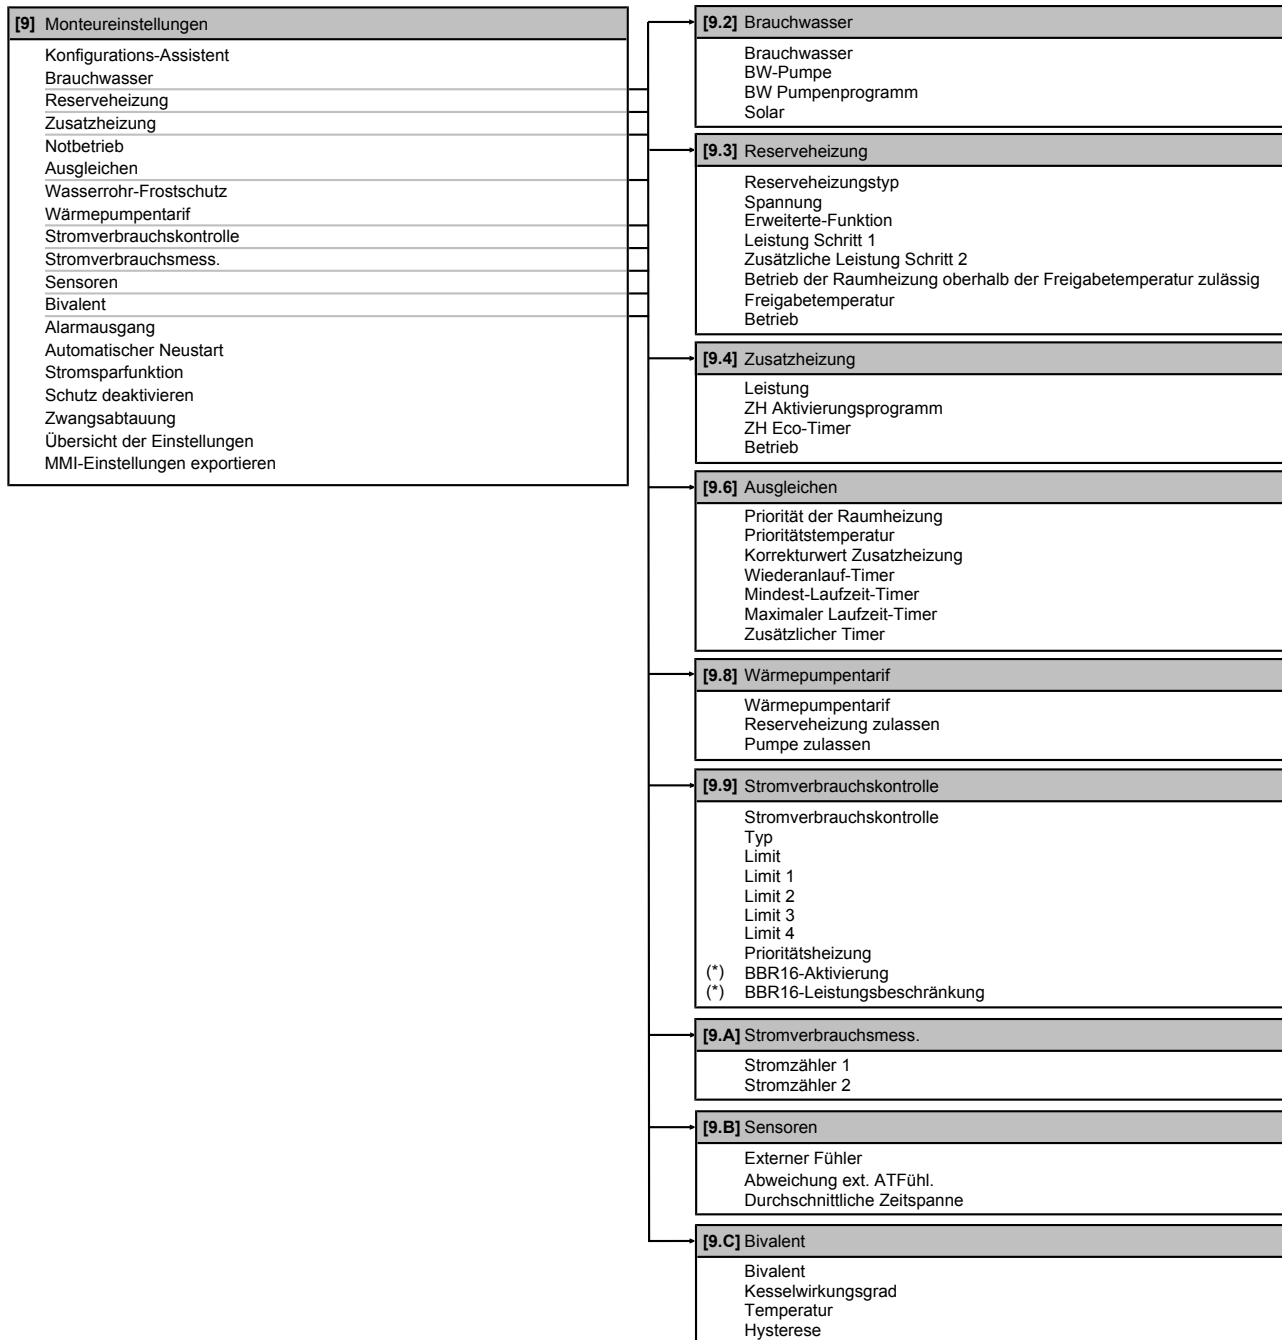 [9] Monteureinstellungen
Konfigurations-Assistent
Brauchwasser
Reserveheizung
Zusatzheizung
Notbetrieb
Ausgleichen
Wasserrohr-Frostschutz
Wärmepumpentarif
Stromverbrauchskontrolle
Stromverbrauchsmess.
Sensoren
Bivalent
Alarmausgang
Automatischer Neustart
Stromsparfunktion
Schutz deaktivieren
Zwangsabtauung
Übersicht der Einstellungen
MMI-Einstellungen exportieren
[9.2] Brauchwasser
Brauchwasser
BW-Pumpe
BW Pumpenprogramm
Solar
[9.3] Reserveheizung
Reserveheizungstyp
Spannung
Erweiterte-Funktion
Leistung Schritt 1
Zusätzliche Leistung Schritt 2
Betrieb der Raumheizung oberhalb der Freigabetemperatur zulässig
Freigabetemperatur
Betrieb
[9.4] Zusatzheizung
Leistung
ZH Aktivierungsprogramm
ZH Eco-Timer
Betrieb
[9.6] Ausgleichen
Priorität der Raumheizung
Prioritätstemperatur
Korrekturwert Zusatzheizung
Wiederanlauf-Timer
Mindest-Laufzeit-Timer
Maximaler Laufzeit-Timer
Zusätzlicher Timer
[9.8] Wärmepumpentarif
Wärmepumpentarif
Reserveheizung zulassen
Pumpe zulassen
[9.9] Stromverbrauchskontrolle
Stromverbrauchskontrolle
Typ
Limit
Limit 1
Limit 2
Limit 3
Limit 4
Prioritätsheizung
(*) BBR16-Aktivierung
(*) BBR16-Leistungsbeschränkung
[9.A] Stromverbrauchsmess.
Stromzähler 1
Stromzähler 2
[9.B] Sensoren
Externer Fühler
Abweichung ext. ATFühl.
Durchschnittliche Zeitspanne
[9.C] Bivalent
Bivalent
Kesselwirkungsgrad
Temperatur
Hysterese